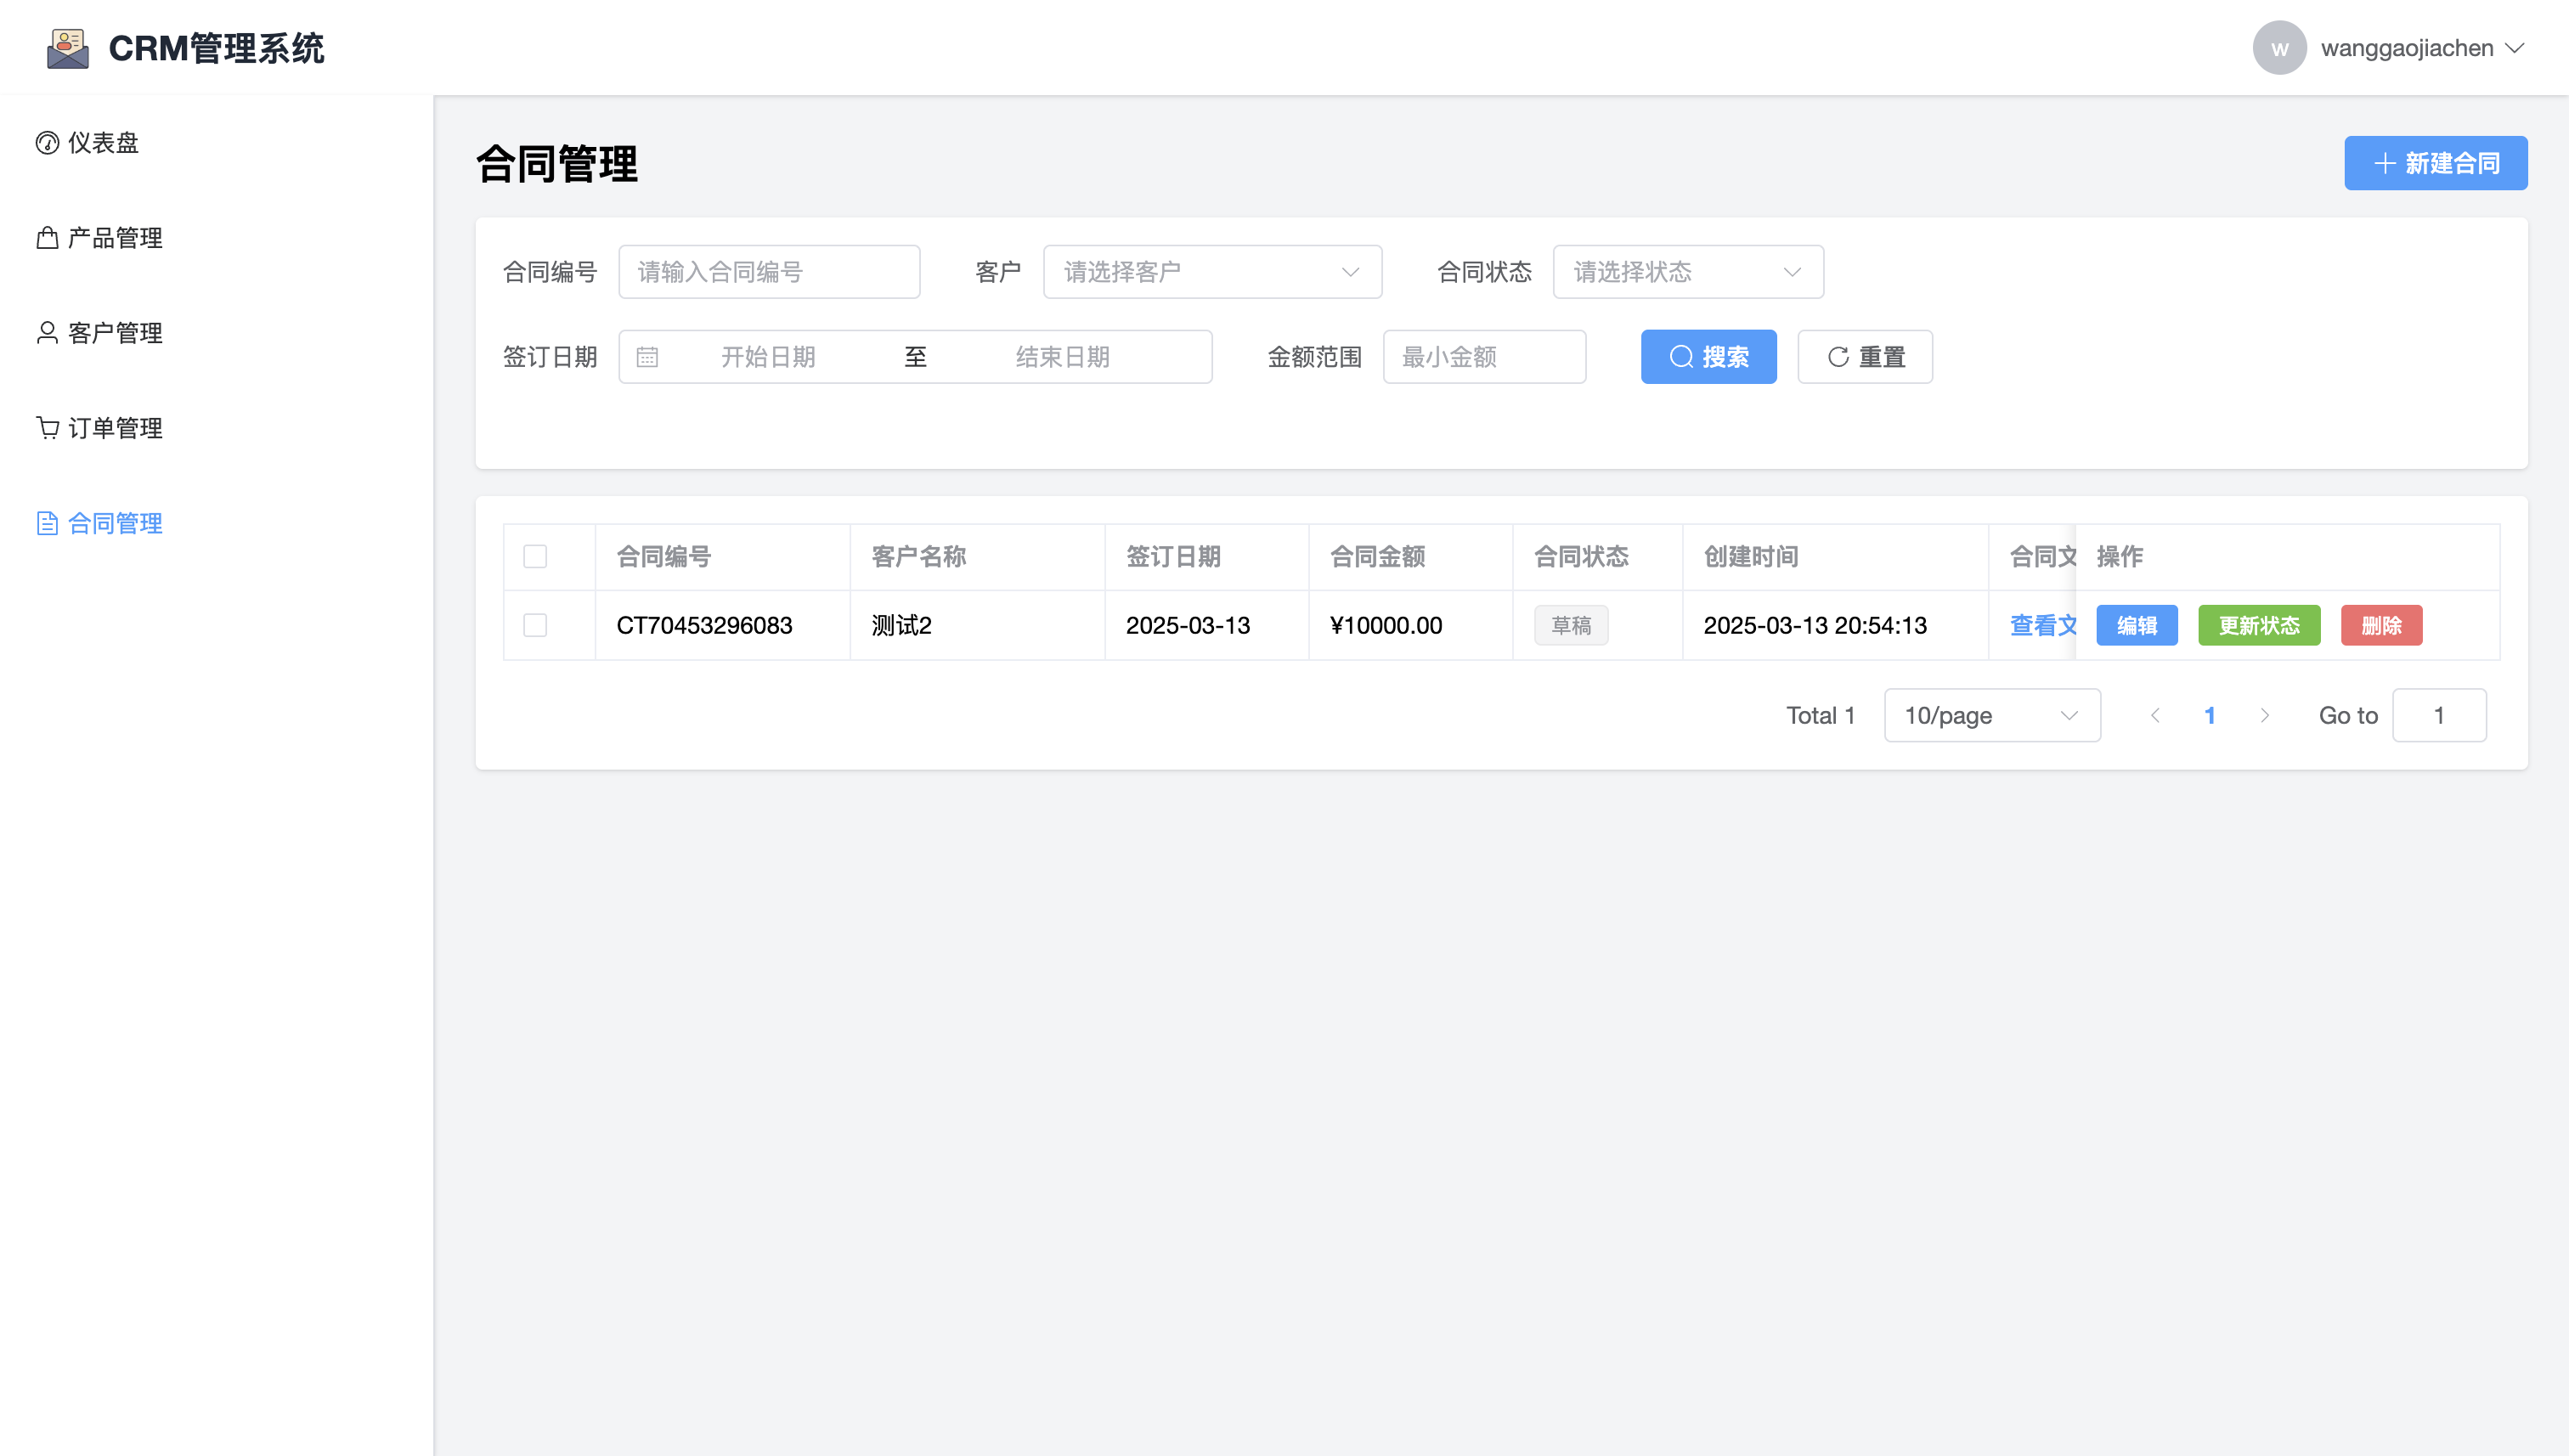 CRM管理系统
w wanggaojiachen
仪表盘
产品管理
客户管理
订单管理
合同管理
合同管理
新建合同
合同编号 请输入合同编号 客户 请选择客户 合同状态 请选择状态
签订日期 开始日期 至 结束日期 金额范围 最小金额 搜索 重置
合同编号 客户名称 签订日期 合同金额 合同状态 创建时间 合同文 操作
CT70453296083 测试2 2025-03-13 ¥10000.00 草稿 2025-03-13 20:54:13 查看文 编辑 更新状态 删除
Total 1 10/page 1 Go to 1